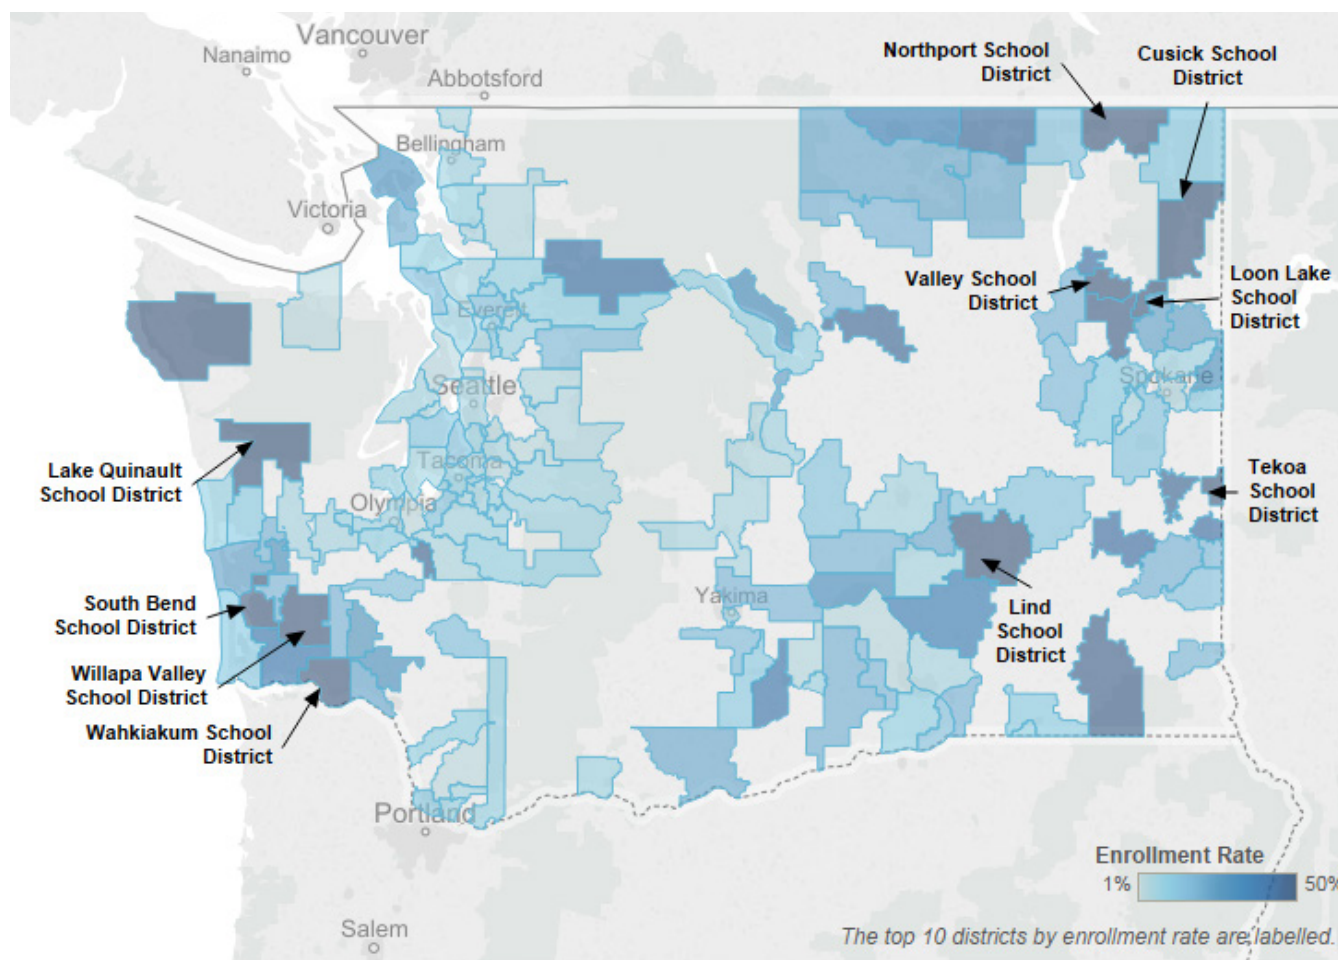 Vancouver
Nanaimo
Abbotsford
Northport School
District
Cusick School
District
Bellingham
Victoria
Valley School
District
Loon Lake
School
District
Everett
Seattle
Spokane
Tacoma
Lake Quinault
School District
Olympia
Tekoa
School
District
South Bend
School District
Yakima
Lind
School
District
Willapa Valley
School District
Wahkiakum School
District
Portland
Enrollment Rate
1%
50%
Salem
The top 10 districts by enrollment rate are labelled.